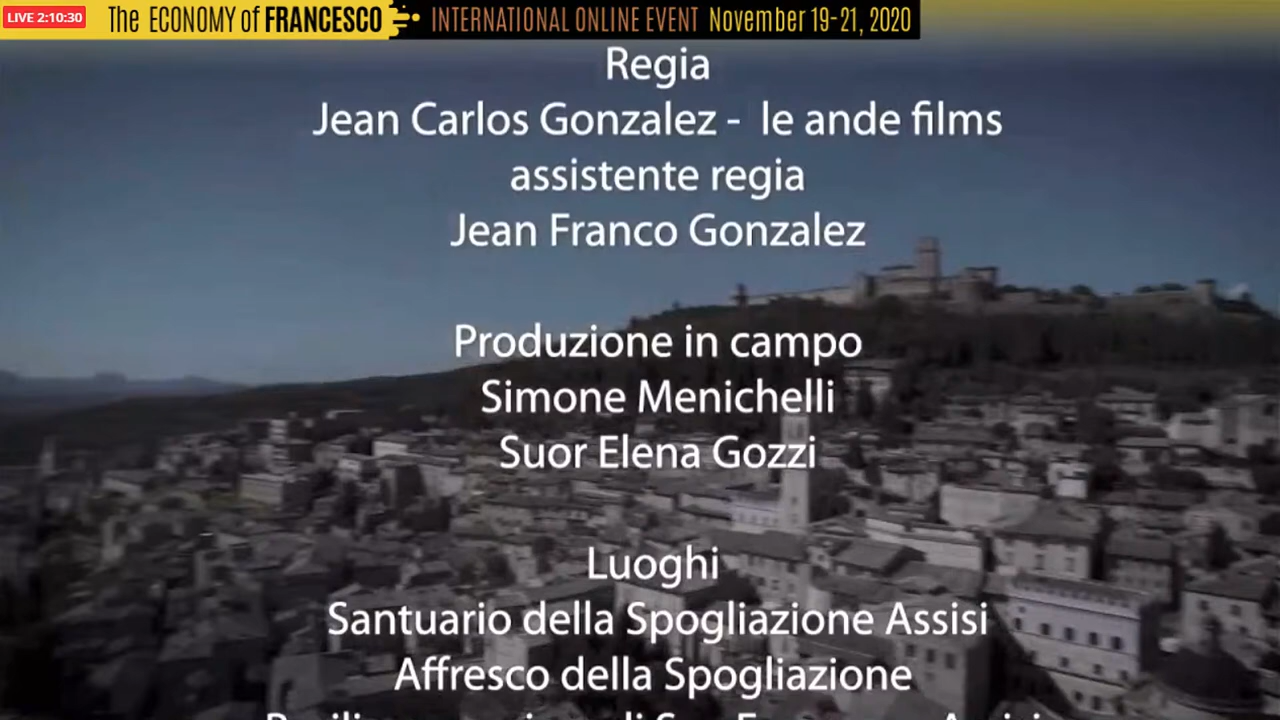 LIVE 2:10:30
The ECONOMY of FRANCESCO INTERNATIONAL ONLINE EVENT November 19-21, 2020
Regia
Jean Carlos Gonzalez - le ande films
assistente regia
Jean Franco Gonzalez
Produzione in campo
Simone Menichelli
Suor Elena Gozzi
Luoghi
Santuario della Spogliazione Assisi
Affresco della Spogliazione